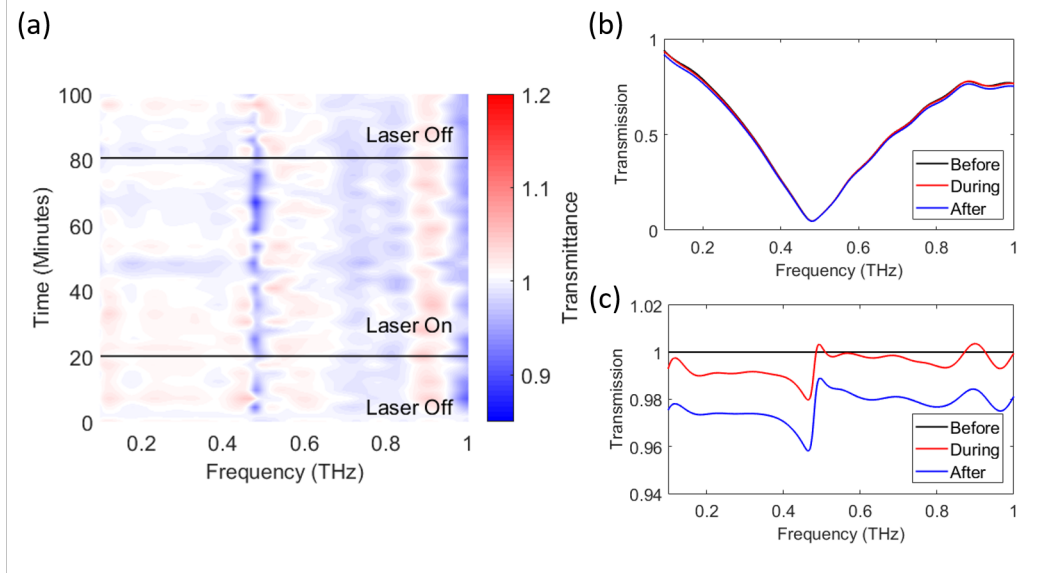 (a)
100
80
60
40
20
0
Time (Minutes)
0.2
0.4
0.6
0.8
1
Frequency (THz)
Laser Off
Laser On
Laser Off
1.2
1.1
1
0.9
Transmittance
(b)
1
0.5
0
Transmission
0.2
0.4
0.6
0.8
1
Frequency (THz)
Before
During
After
(c)
1.02
1
0.98
0.96
0.94
Transmission
0.2
0.4
0.6
0.8
1
Frequency (THz)
Before
During
After